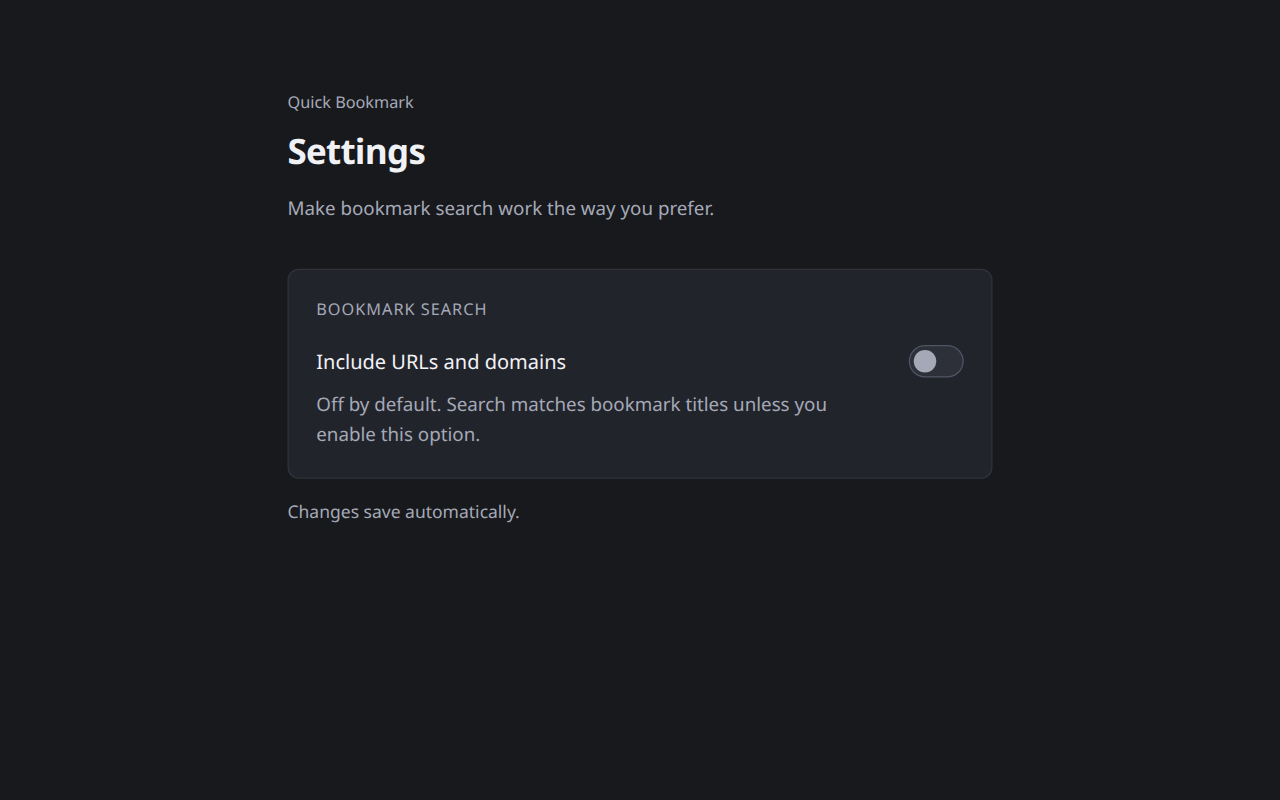 Quick Bookmark
Settings
Make bookmark search work the way you prefer.
BOOKMARK SEARCH
Include URLs and domains
Off by default. Search matches bookmark titles unless you
enable this option.
Changes save automatically.